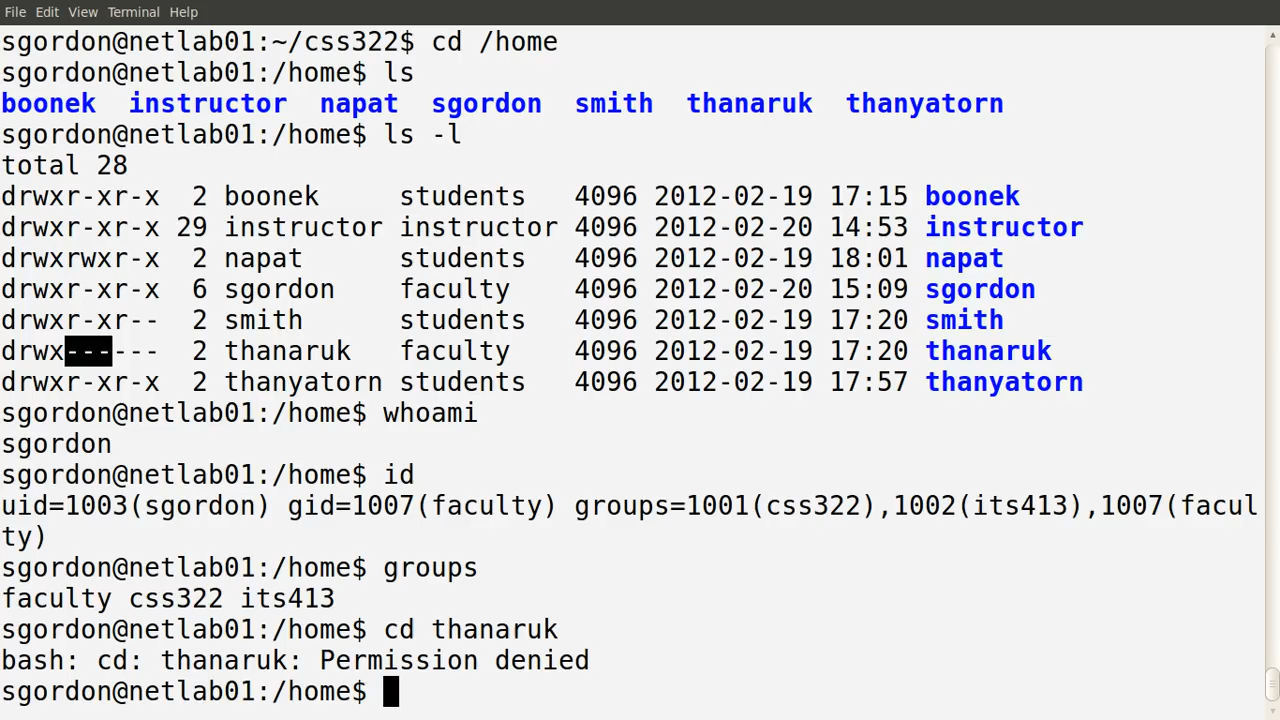 File Edit View Terminal Help
sgordon@netlab01:~/css322$ cd /home
sgordon@netlab01:/home$ ls
boonek  instructor  napat  sgordon  smith  thanaruk  thanyatorn
sgordon@netlab01:/home$ ls -l
total 28
drwxr-xr-x  2 boonek     students   4096 2012-02-19 17:15 boonek
drwxr-xr-x 29 instructor instructor 4096 2012-02-20 14:53 instructor
drwxrwxr-x  2 napat      students   4096 2012-02-19 18:01 napat
drwxr-xr-x  6 sgordon    faculty    4096 2012-02-20 15:09 sgordon
drwxr-xr--  2 smith      students   4096 2012-02-19 17:20 smith
drwx------  2 thanaruk   faculty    4096 2012-02-19 17:20 thanaruk
drwxr-xr-x  2 thanyatorn students   4096 2012-02-19 17:57 thanyatorn
sgordon@netlab01:/home$ whoami
sgordon
sgordon@netlab01:/home$ id
uid=1003(sgordon) gid=1007(faculty) groups=1001(css322),1002(its413),1007(facul
ty)
sgordon@netlab01:/home$ groups
faculty css322 its413
sgordon@netlab01:/home$ cd thanaruk
bash: cd: thanaruk: Permission denied
sgordon@netlab01:/home$